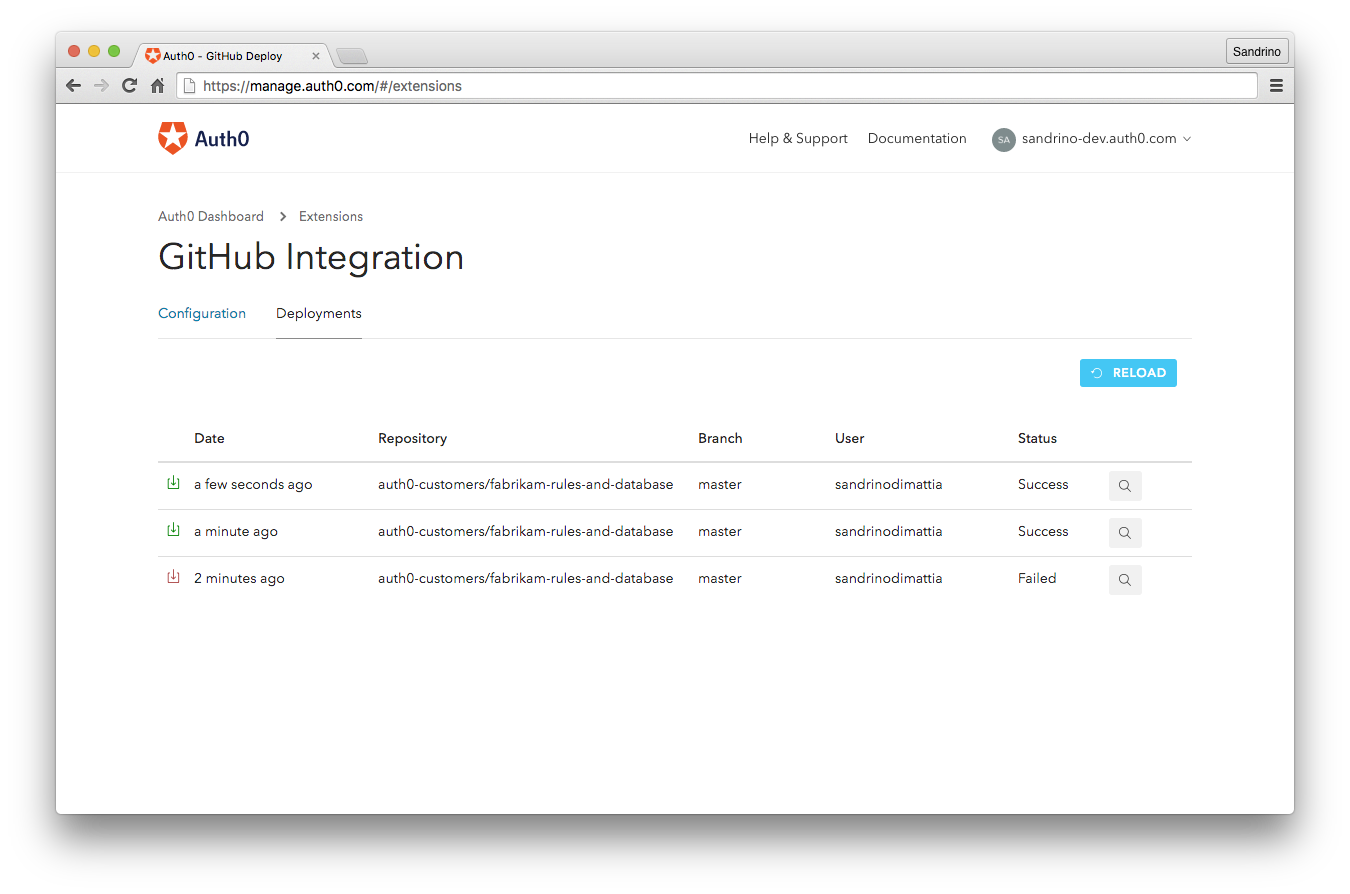 Auth0 - GitHub Deploy
Sandrino
https://manage.auth0.com/#/extensions
Auth0
Help & Support Documentation SA sandrino-dev.auth0.com
Auth0 Dashboard Extensions
GitHub Integration
Configuration Deployments
RELOAD
Date Repository Branch User Status
a few seconds ago auth0-customers/fabrikam-rules-and-database master sandrinodimattia Success
a minute ago auth0-customers/fabrikam-rules-and-database master sandrinodimattia Success
2 minutes ago auth0-customers/fabrikam-rules-and-database master sandrinodimattia Failed